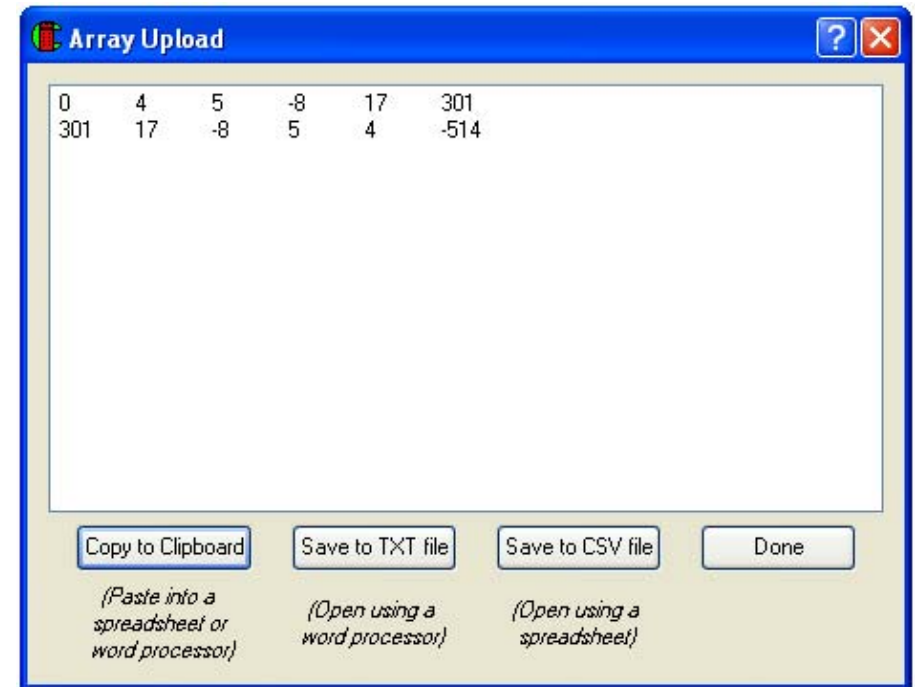 Array Upload
0 4 5 -8 17 301
301 17 -8 5 4 -514
Copy to Clipboard Save to TXT file Save to CSV file Done
(Paste into a
spreadsheet or
word processor)
(Open using a
word processor)
(Open using a
spreadsheet)